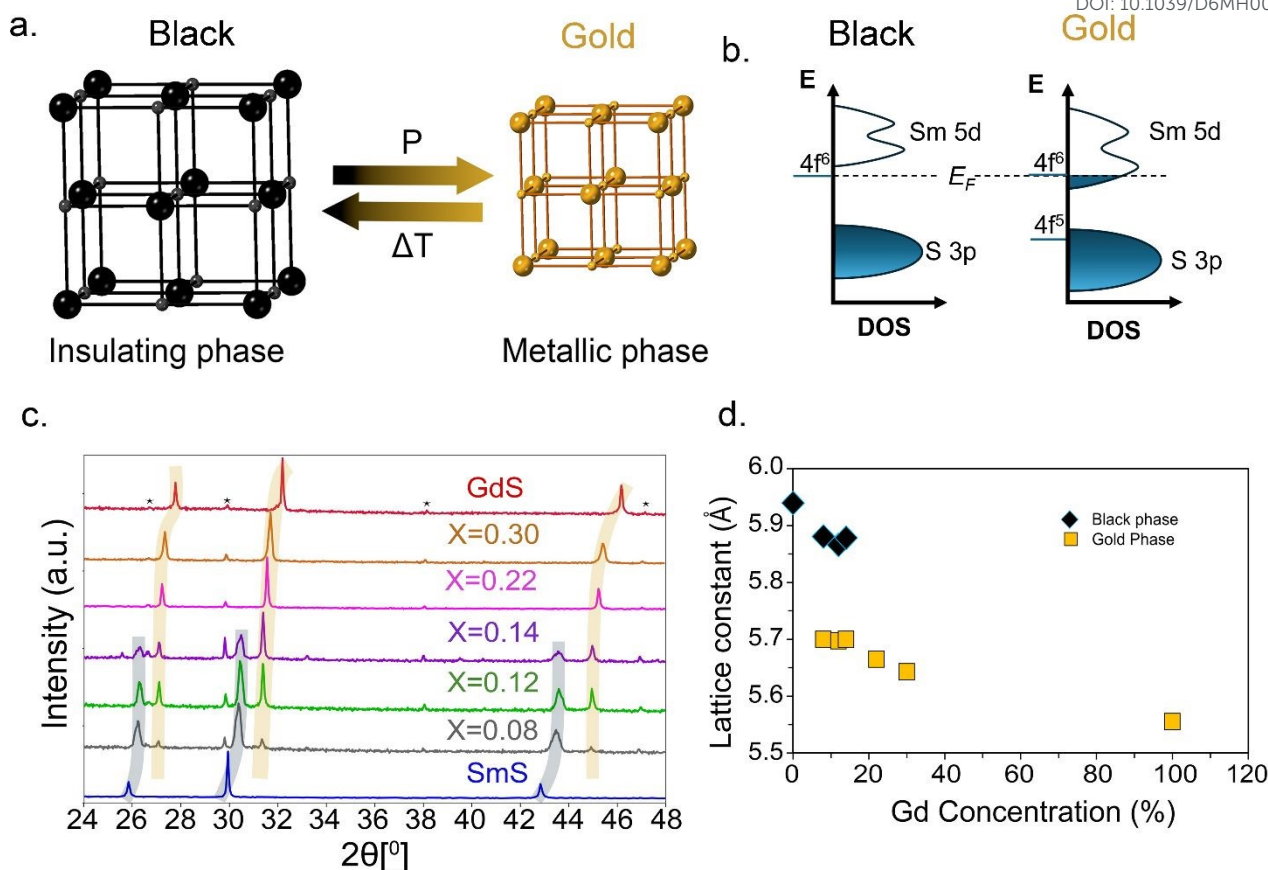 DOI: 10.1039/D6MH00
a.
Black
Gold
P
ΔT
Insulating phase
Metallic phase
b.
Black
Gold
E
E
Sm 5d
Sm 5d
4f⁶
4f⁶
E_F
4f⁵
S 3p
S 3p
DOS
DOS
c.
Intensity (a.u.)
GdS
X=0.30
X=0.22
X=0.14
X=0.12
X=0.08
SmS
24 26 28 30 32 34 36 38 40 42 44 46 48
2θ[⁰]
d.
Lattice constant (Å)
6.0
5.9
5.8
5.7
5.6
5.5
Black phase
Gold Phase
0 20 40 60 80 100 120
Gd Concentration (%)